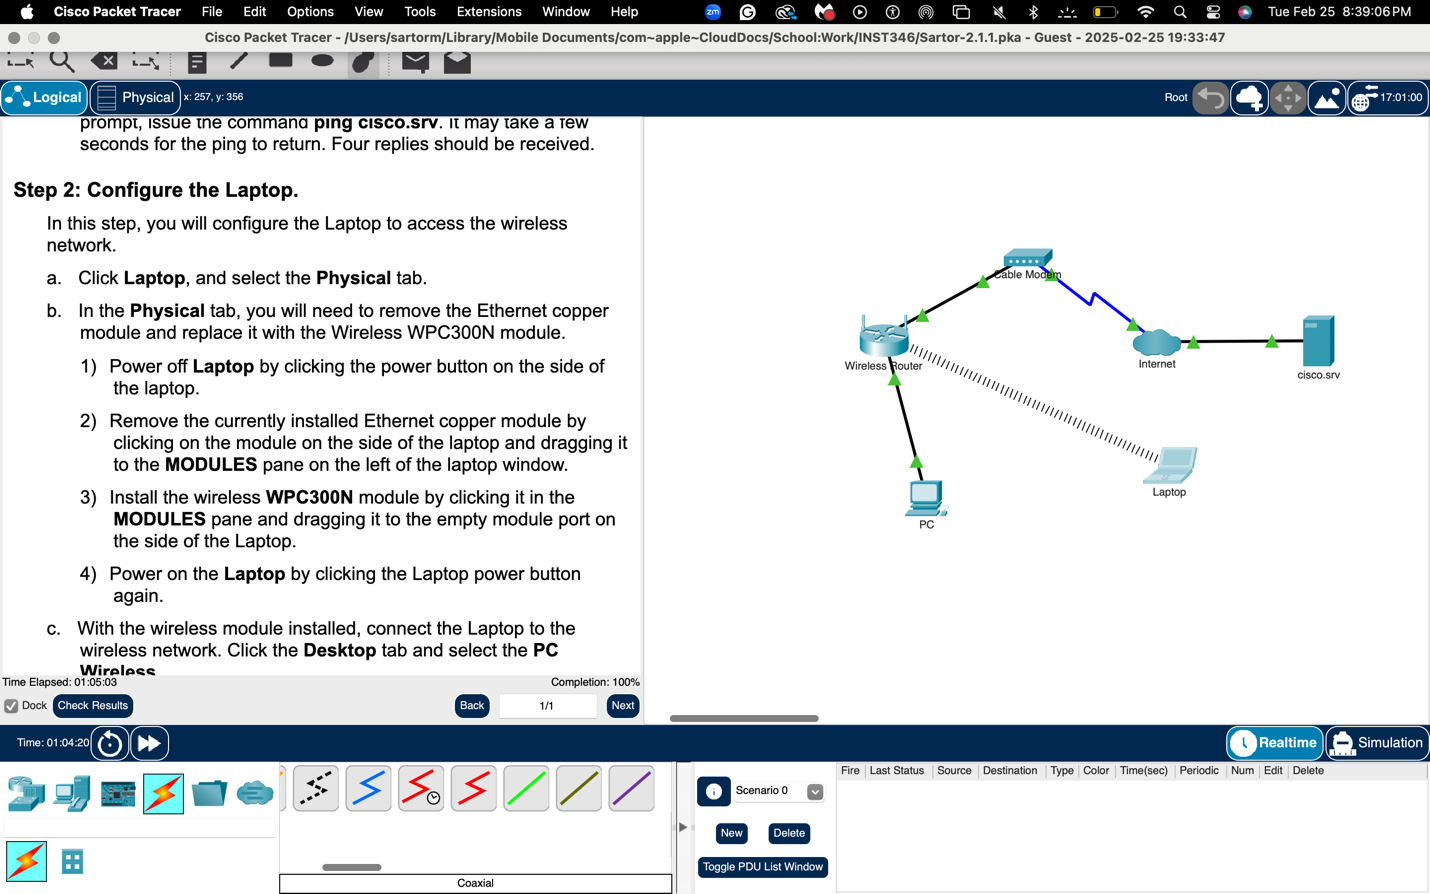 Cisco Packet Tracer File Edit Options View Tools Extensions Window Help zm Tue Feb 25 8:39:06 PM
Cisco Packet Tracer - /Users/sartorm/Library/Mobile Documents/com~apple~CloudDocs/School:Work/INST346/Sartor-2.1.1.pka - Guest - 2025-02-25 19:33:47
Logical Physical x: 257, y: 356 Root 17:01:00
prompt, issue the command ping cisco.srv. It may take a few
seconds for the ping to return. Four replies should be received.
Step 2: Configure the Laptop.
In this step, you will configure the Laptop to access the wireless
network.
a. Click Laptop, and select the Physical tab.
b. In the Physical tab, you will need to remove the Ethernet copper
module and replace it with the Wireless WPC300N module.
1) Power off Laptop by clicking the power button on the side of
the laptop.
2) Remove the currently installed Ethernet copper module by
clicking on the module on the side of the laptop and dragging it
to the MODULES pane on the left of the laptop window.
3) Install the wireless WPC300N module by clicking it in the
MODULES pane and dragging it to the empty module port on
the side of the Laptop.
4) Power on the Laptop by clicking the Laptop power button
again.
c. With the wireless module installed, connect the Laptop to the
wireless network. Click the Desktop tab and select the PC
Wireless
Time Elapsed: 01:05:03 Completion: 100%
Dock Check Results Back 1/1 Next
Cable Modem
Wireless Router
Internet
cisco.srv
Laptop
PC
Time: 01:04:20 Realtime Simulation
Scenario 0
New Delete
Toggle PDU List Window
Fire Last Status Source Destination Type Color Time(sec) Periodic Num Edit Delete
Coaxial